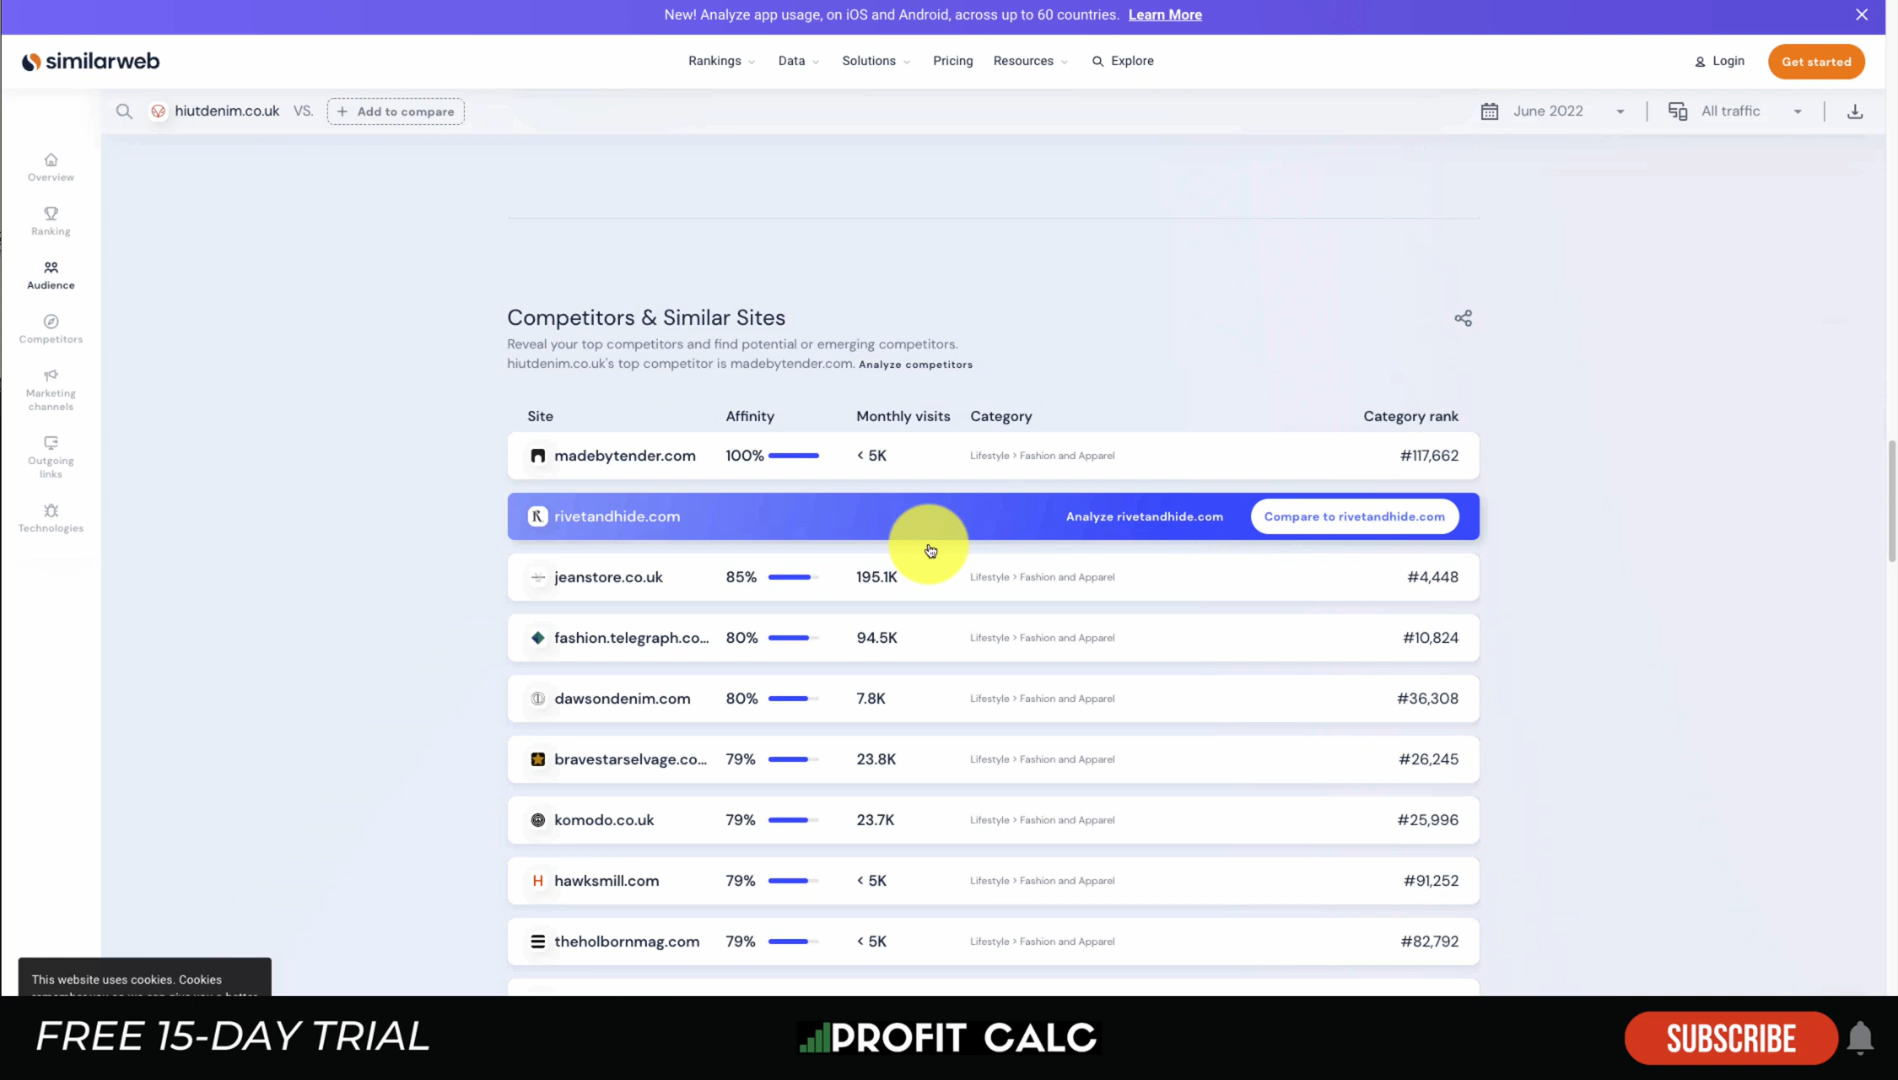 New! Analyze app usage, on iOS and Android, across up to 60 countries. Learn More
similarweb
Rankings
Data
Solutions
Pricing
Resources
Explore
Login
Get started
hiutdenim.co.uk VS. + Add to compare
June 2022
All traffic
Overview
Ranking
Audience
Competitors
Marketing
channels
Outgoing
links
Technologies
Competitors & Similar Sites
Reveal your top competitors and find potential or emerging competitors.
hiutdenim.co.uk's top competitor is madebytender.com. Analyze competitors
Site Affinity Monthly visits Category Category rank
madebytender.com 100% < 5K Lifestyle > Fashion and Apparel #117,662
rivetandhide.com Analyze rivetandhide.com Compare to rivetandhide.com
jeanstore.co.uk 85% 195.1K Lifestyle > Fashion and Apparel #4,448
fashion.telegraph.co... 80% 94.5K Lifestyle > Fashion and Apparel #10,824
dawsondenim.com 80% 7.8K Lifestyle > Fashion and Apparel #36,308
bravestarselvage.co... 79% 23.8K Lifestyle > Fashion and Apparel #26,245
komodo.co.uk 79% 23.7K Lifestyle > Fashion and Apparel #25,996
H hawksmill.com 79% < 5K Lifestyle > Fashion and Apparel #91,252
theholbornmag.com 79% < 5K Lifestyle > Fashion and Apparel #82,792
This website uses cookies. Cookies
FREE 15-DAY TRIAL
PROFIT CALC
SUBSCRIBE